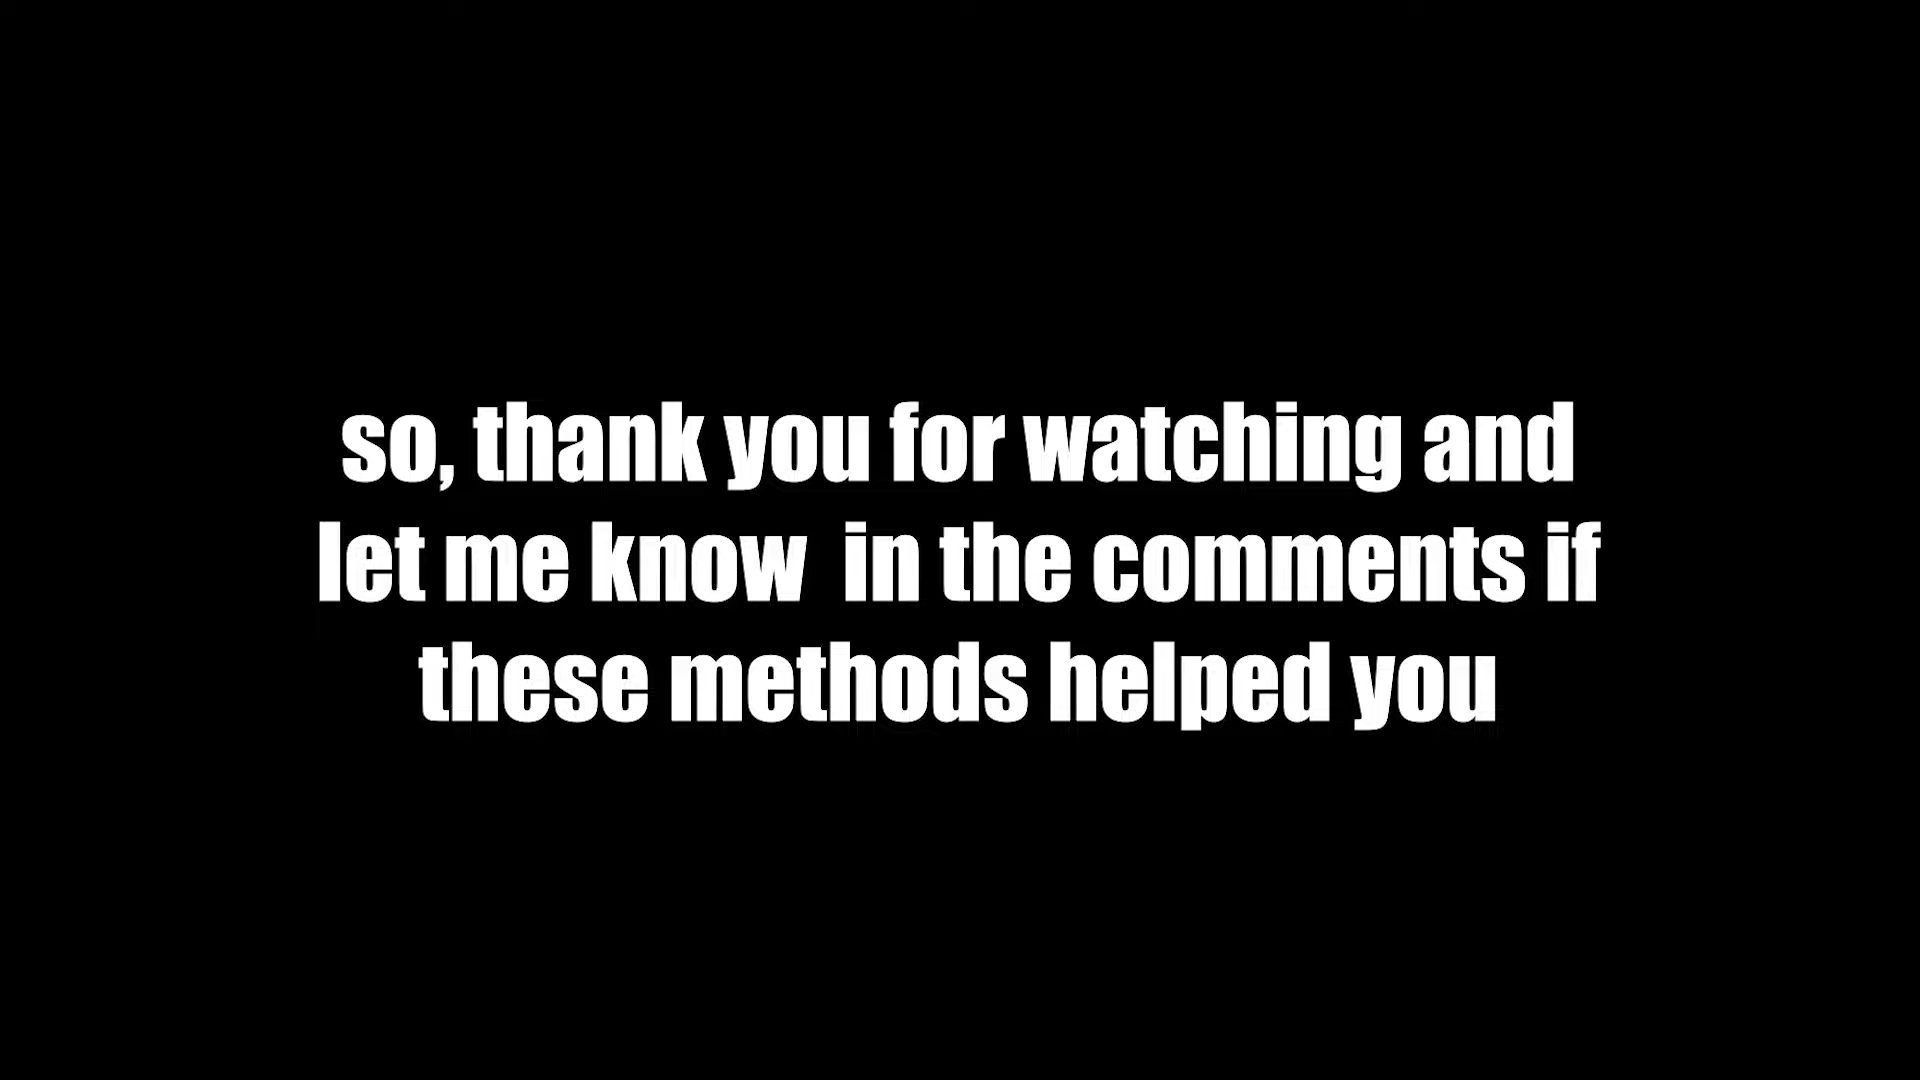 so, thank you for watching and
let me know  in the comments if
these methods helped you